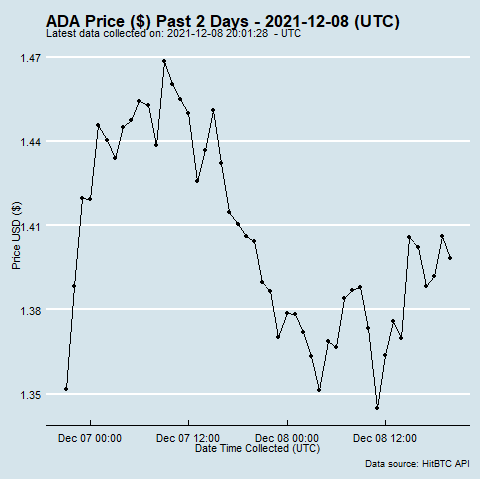 ADA Price ($) Past 2 Days - 2021-12-08 (UTC)
Latest data collected on: 2021-12-08 20:01:28  - UTC
1.47
1.44
1.41
1.38
1.35
Price USD ($)
Dec 07 00:00
Dec 07 12:00
Dec 08 00:00
Dec 08 12:00
Date Time Collected (UTC)
Data source: HitBTC API